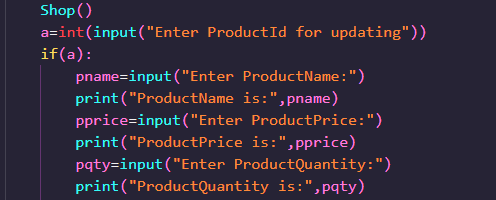 Shop()
a=int(input("Enter ProductId for updating"))
if(a):
pname=input("Enter ProductName:")
print("ProductName is:",pname)
pprice=input("Enter ProductPrice:")
print("ProductPrice is:",pprice)
pqty=input("Enter ProductQuantity:")
print("ProductQuantity is:",pqty)